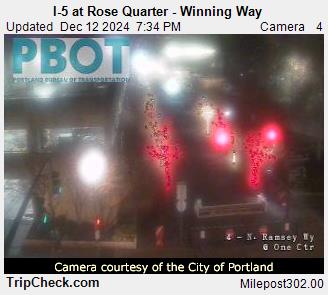 I-5 at Rose Quarter - Winning Way
Updated Dec 12 2024 7:34 PM Camera 4
PBOT
PORTLAND BUREAU OF TRANSPORTATION
4 - N. Ramsey Wy
@ One Ctr
Camera courtesy of the City of Portland
TripCheck.com Milepost302.00